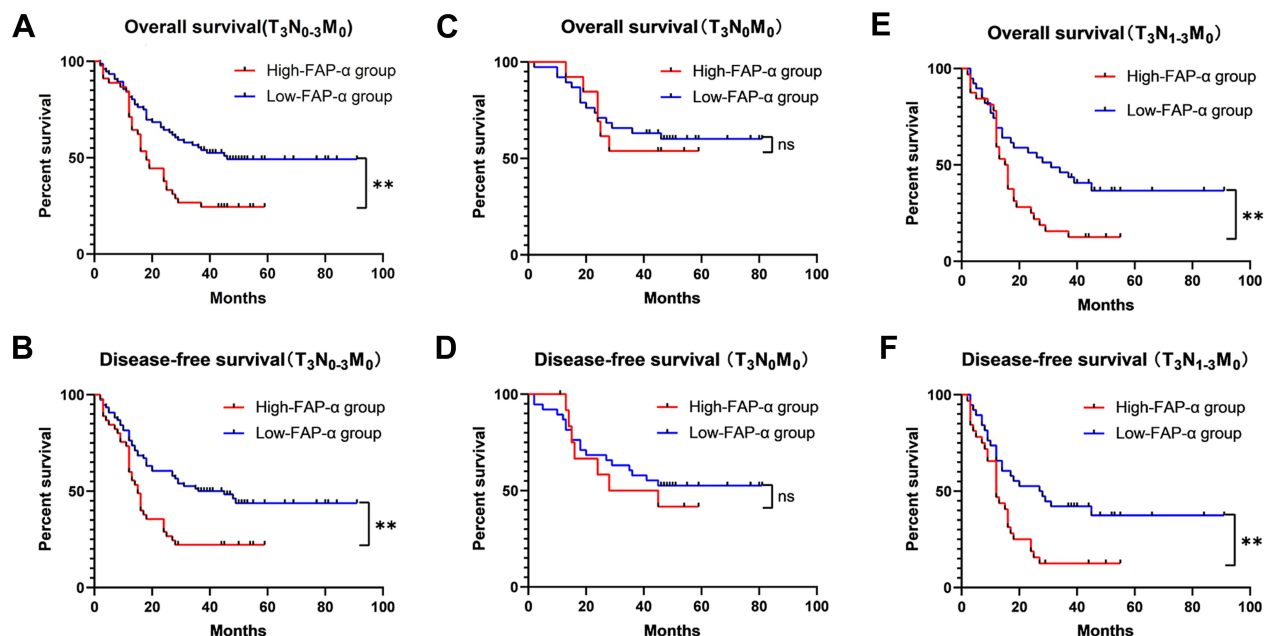 A
Overall survival(T3N0-3M0)
Percent survival
100
50
0
High-FAP-α group
Low-FAP-α group
**
0 20 40 60 80 100
Months
C
Overall survival(T3N0M0)
Percent survival
100
50
0
High-FAP-α group
Low-FAP-α group
ns
0 20 40 60 80 100
Months
E
Overall survival(T3N1-3M0)
Percent survival
100
50
0
High-FAP-α group
Low-FAP-α group
**
0 20 40 60 80 100
Months
B
Disease-free survival(T3N0-3M0)
Percent survival
100
50
0
High-FAP-α group
Low-FAP-α group
**
0 20 40 60 80 100
Months
D
Disease-free survival (T3N0M0)
Percent survival
100
50
0
High-FAP-α group
Low-FAP-α group
ns
0 20 40 60 80 100
Months
F
Disease-free survival (T3N1-3M0)
Percent survival
100
50
0
High-FAP-α group
Low-FAP-α group
**
0 20 40 60 80 100
Months